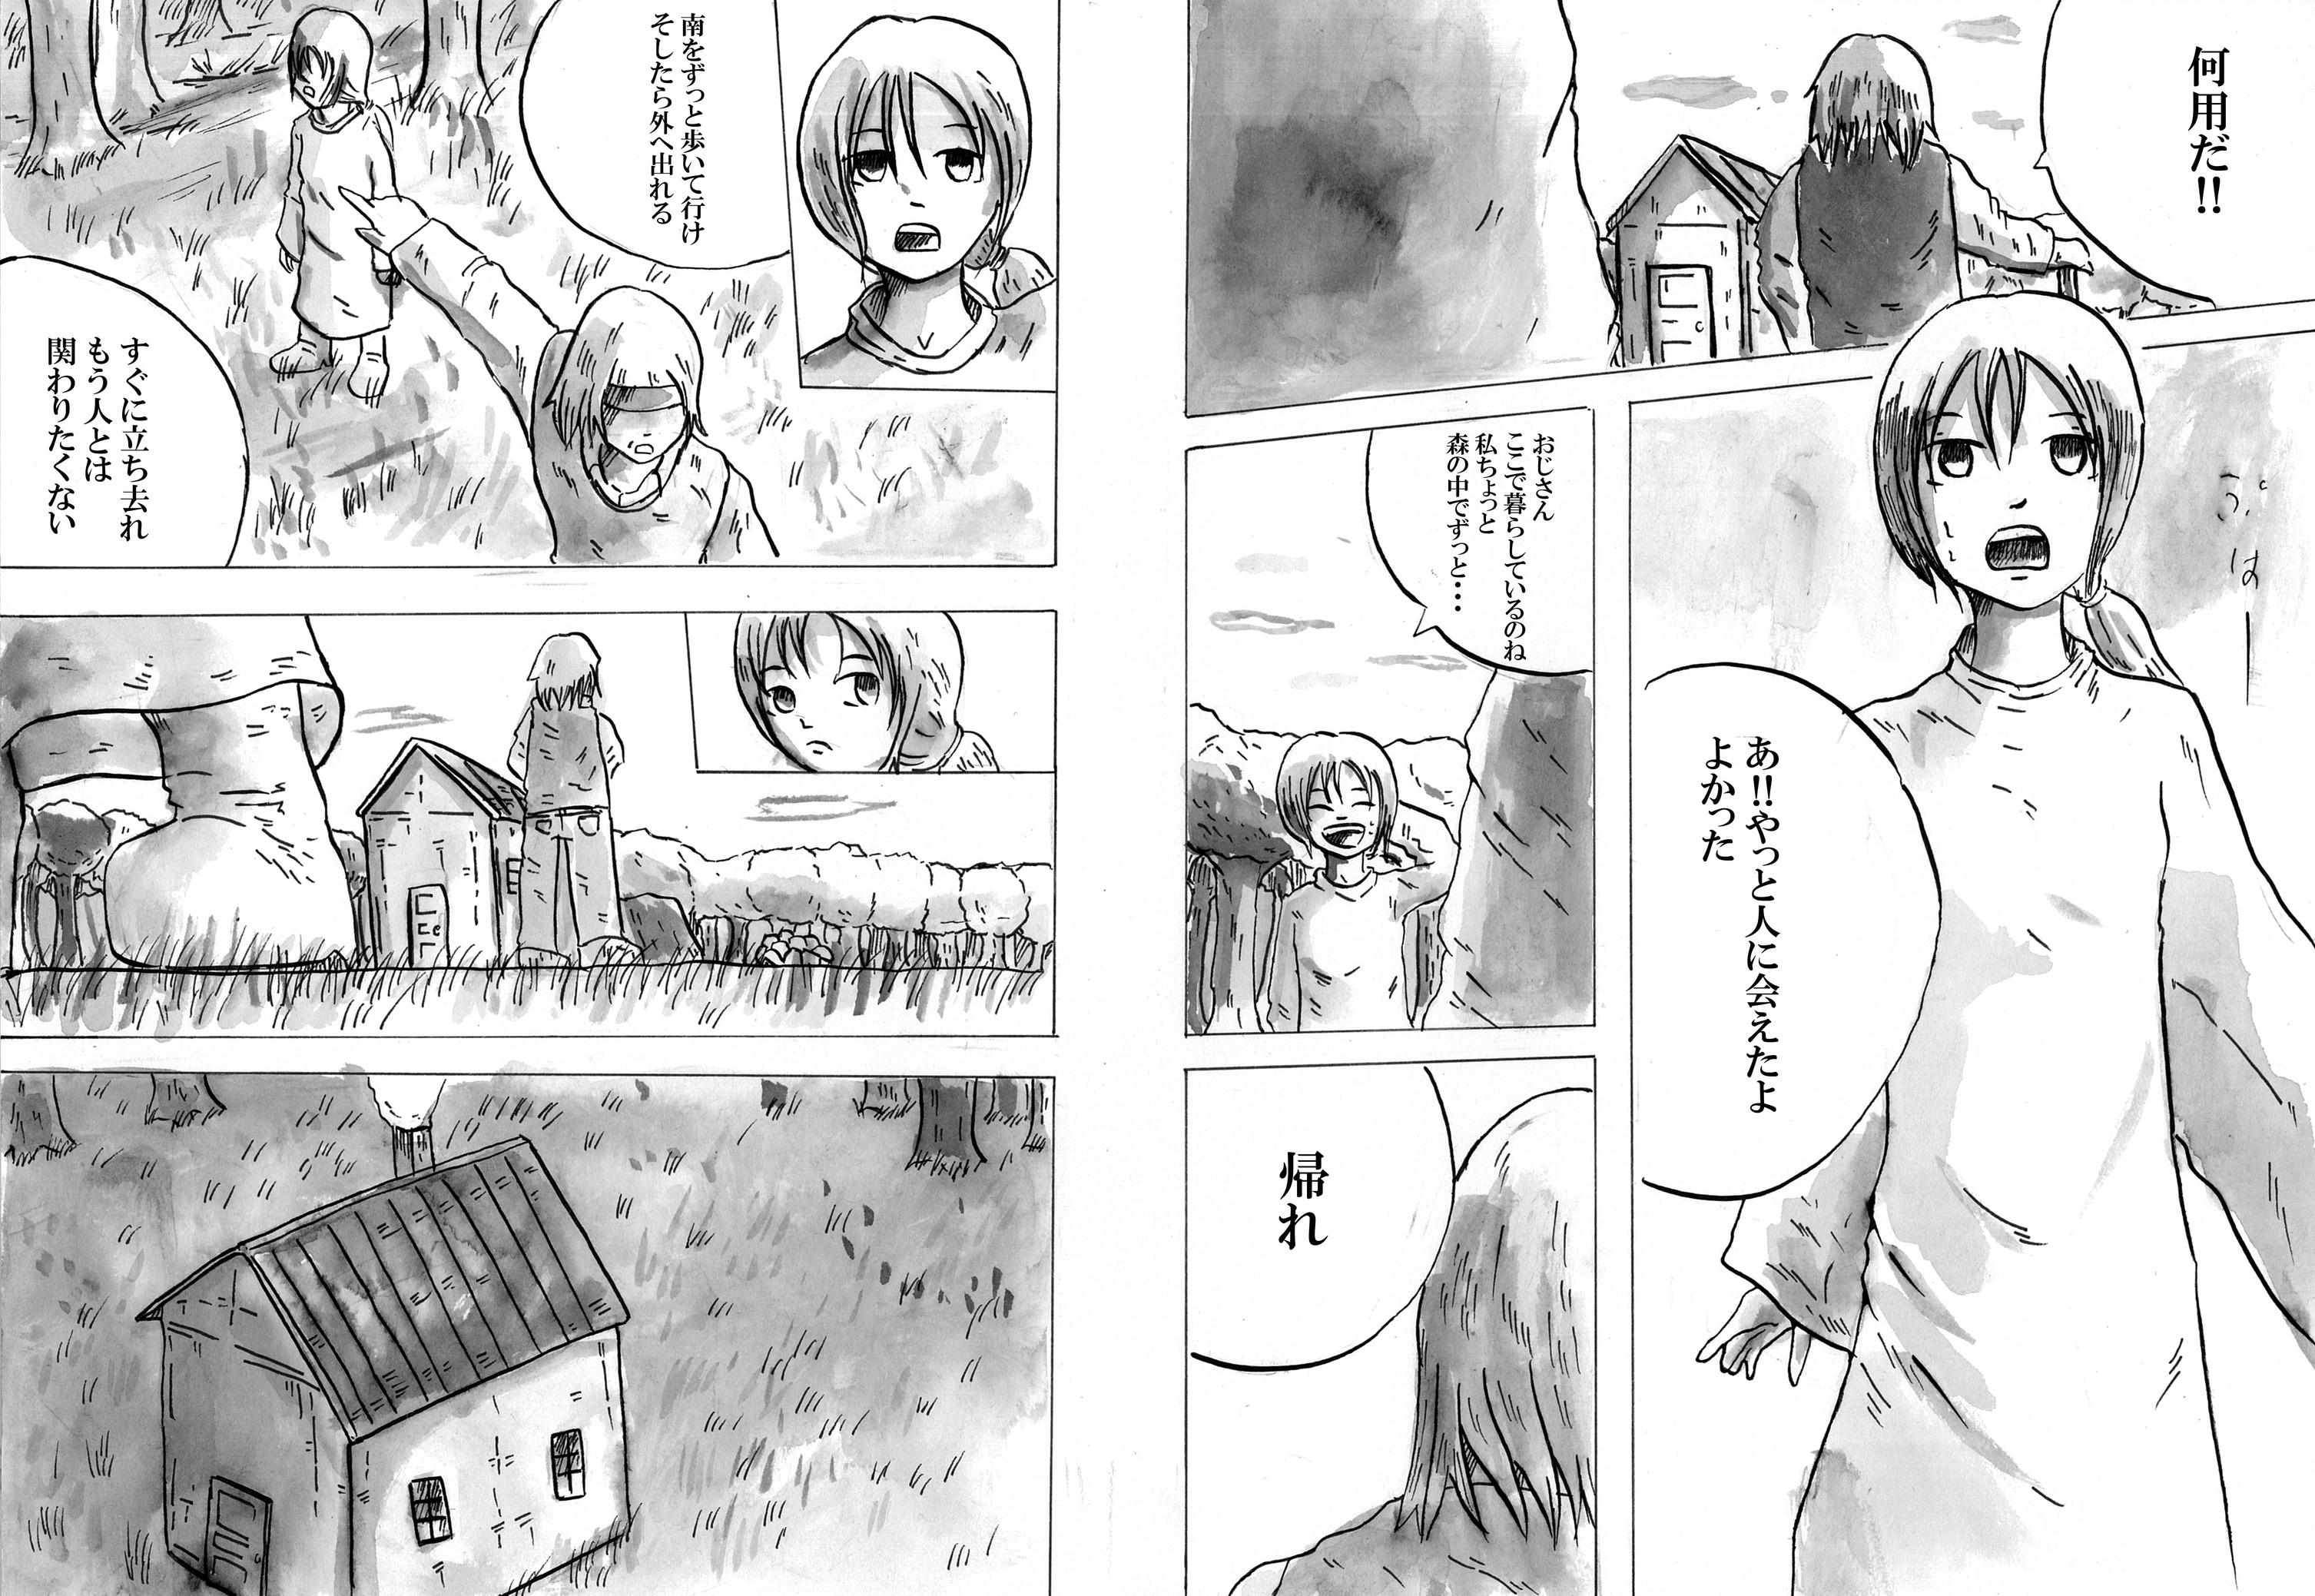 何用だ!!
ぷはー
あ!!やっと人に会えたよ
よかった
おじさん
ここで暮らしているのね
私ちょっと
森の中でずっと・・・・
帰れ
南をずっと歩いて行け
そしたら外へ出れる
すぐに立ち去れ
もう人とは
関わりたくない